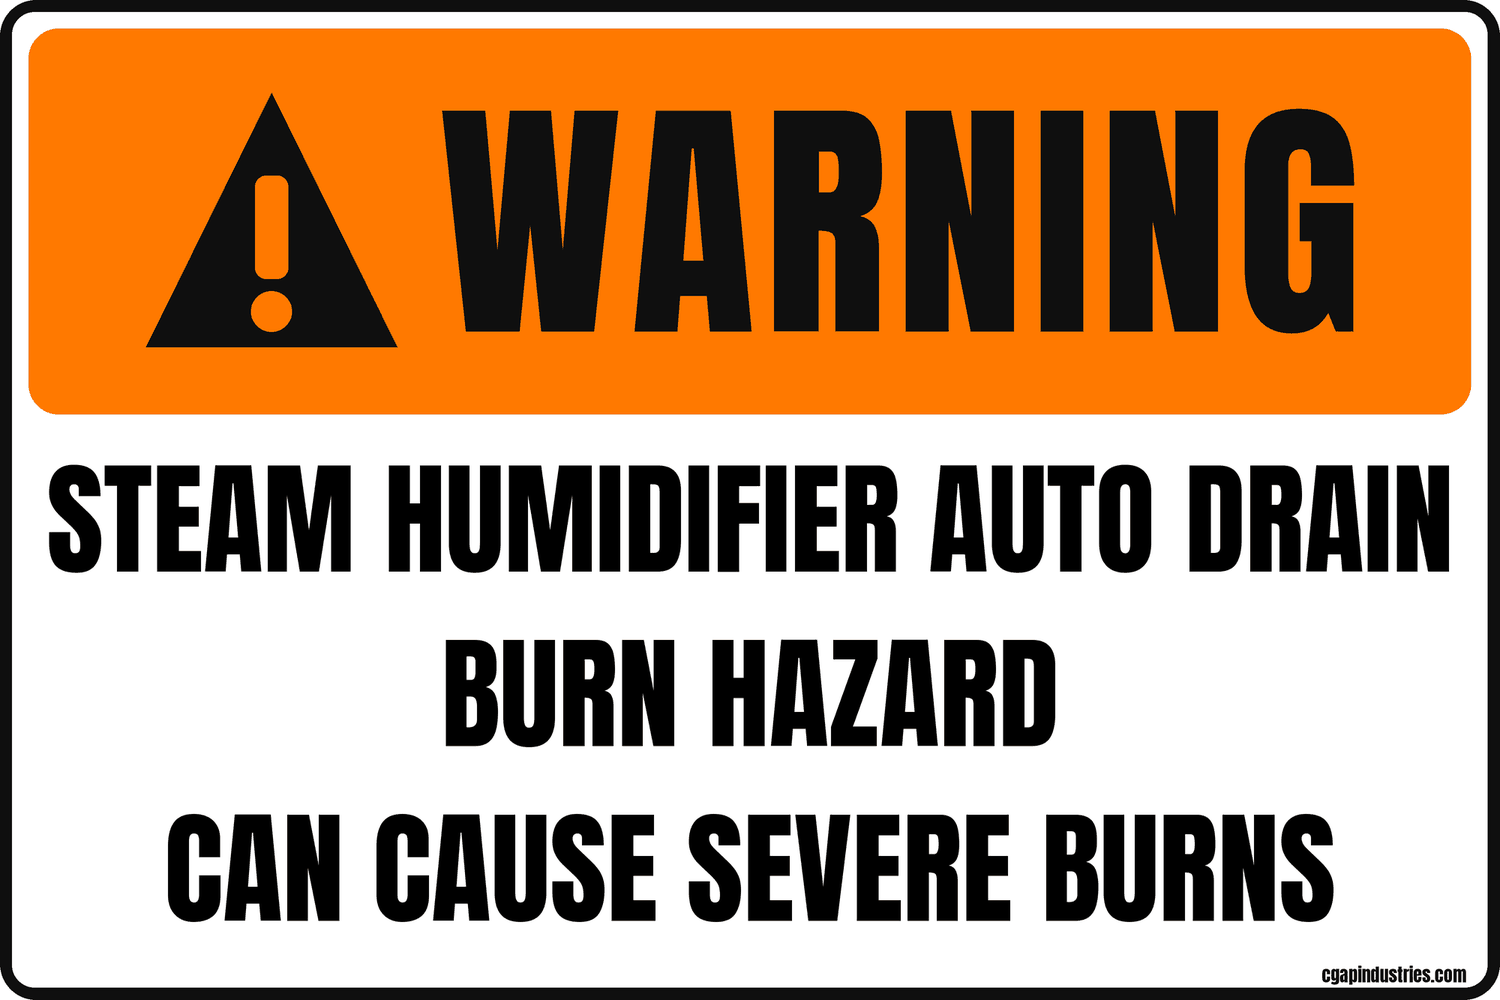 WARNING
STEAM HUMIDIFIER AUTO DRAIN
BURN HAZARD
CAN CAUSE SEVERE BURNS
cgapindustries.com